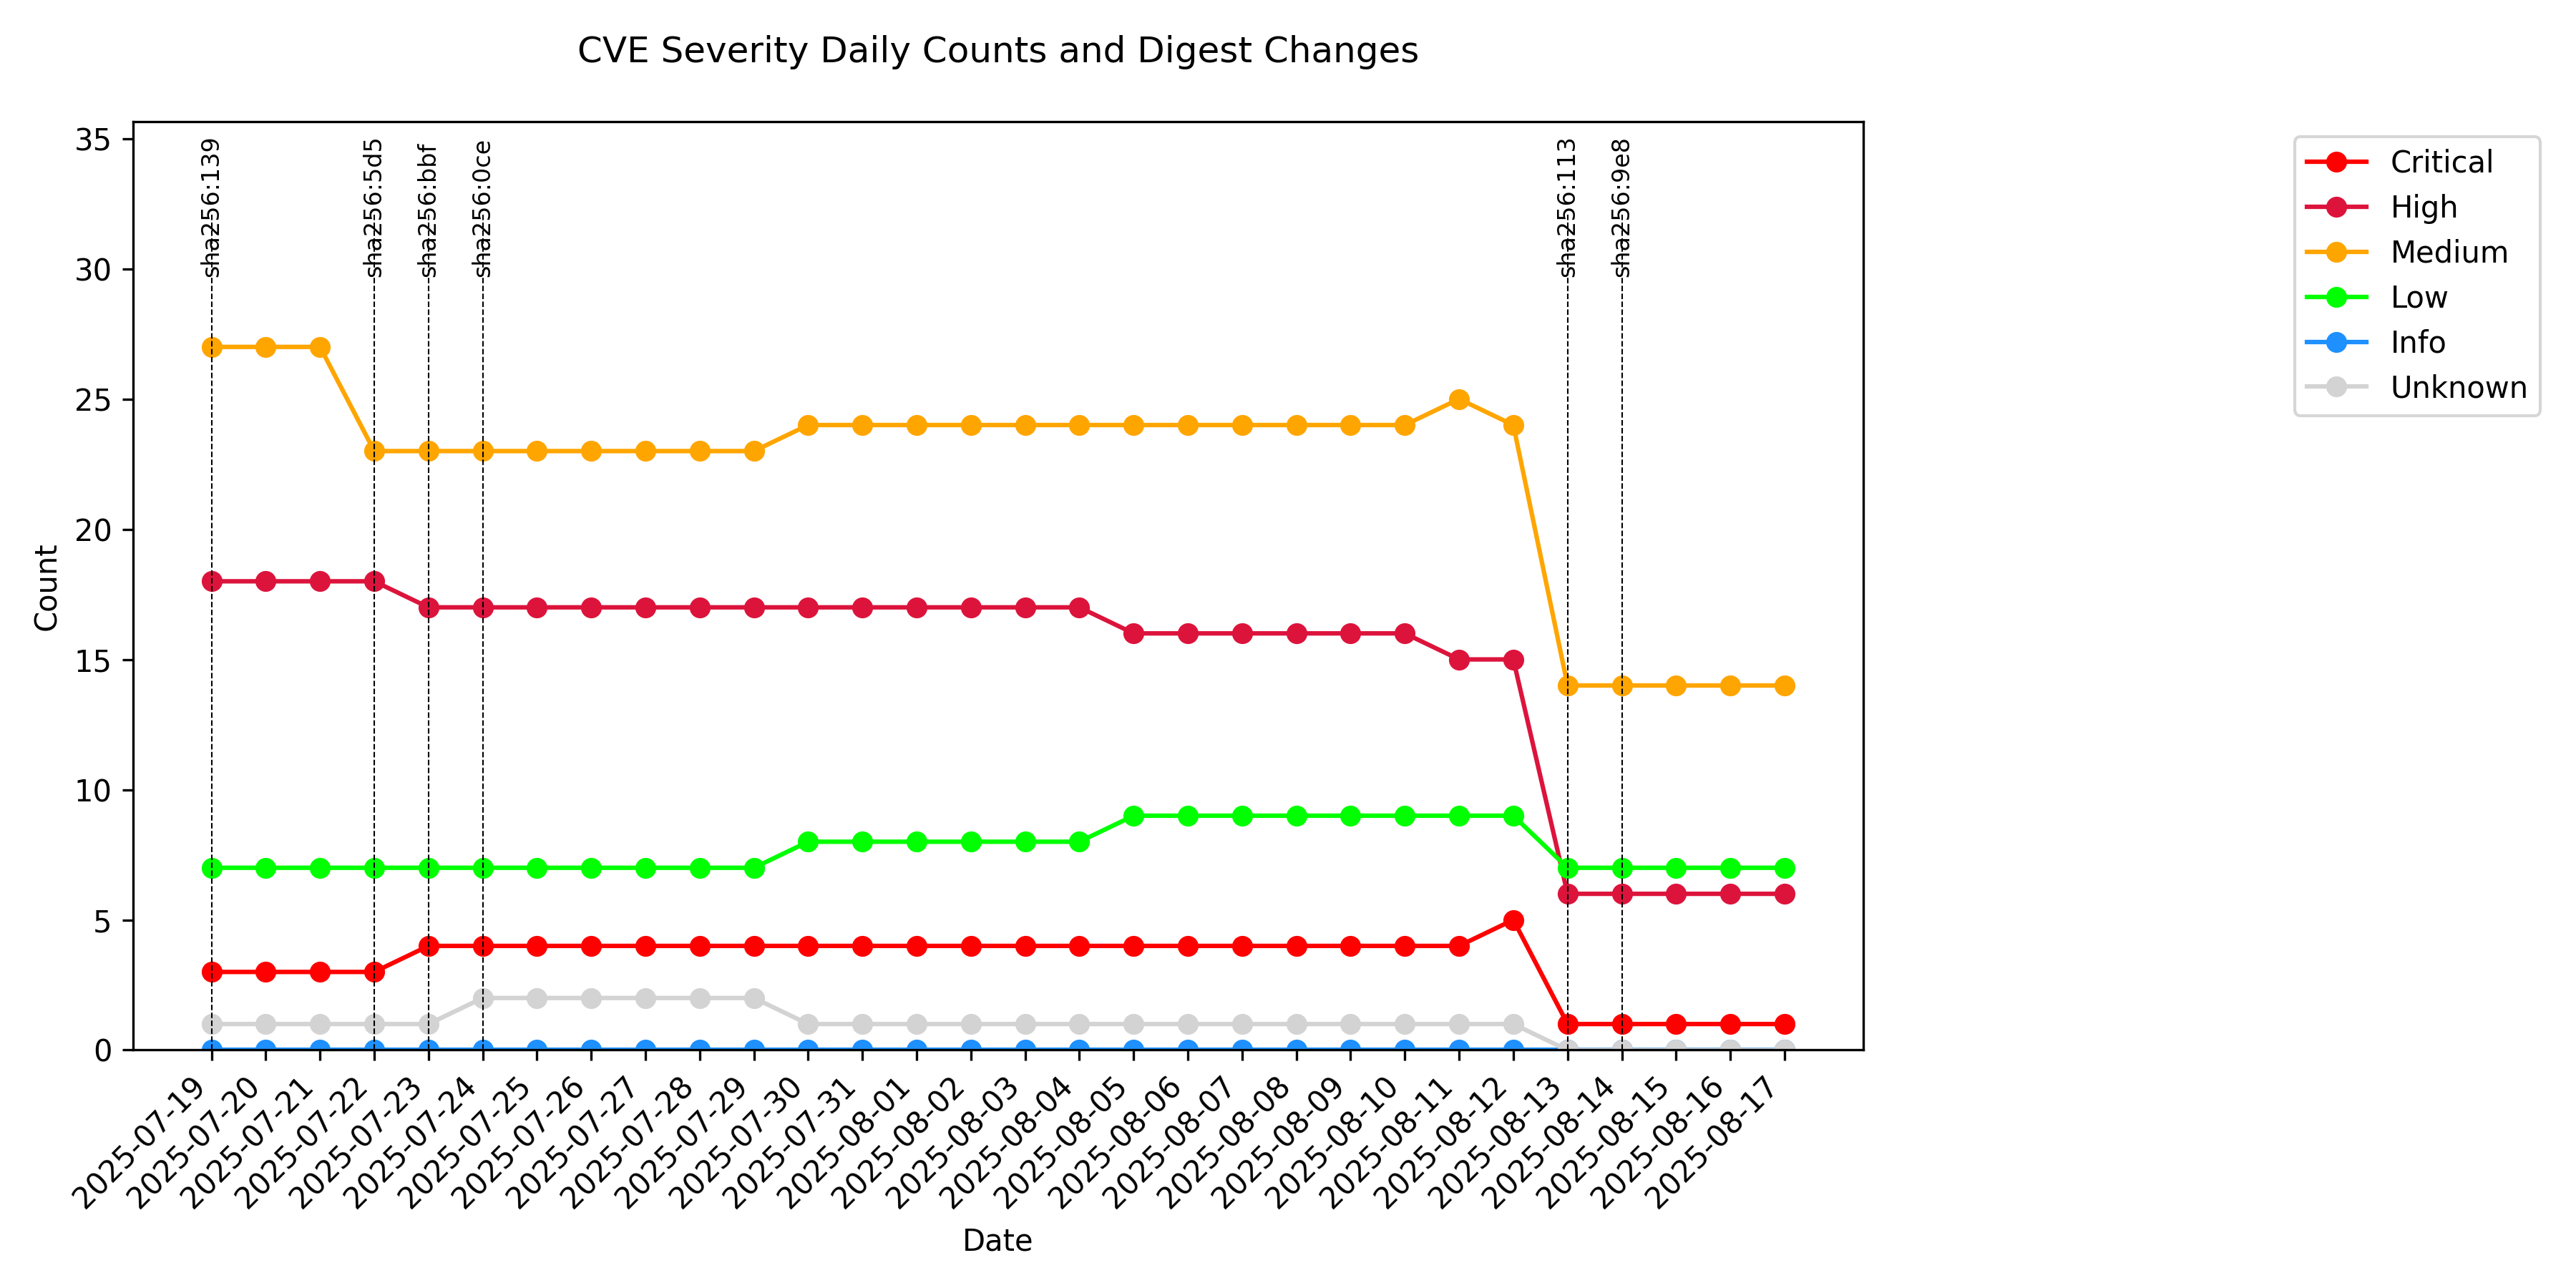 CVE Severity Daily Counts and Digest Changes
35
30
25
20
15
10
5
0
Count
sha256:139
sha256:5d5
sha256:bbf
sha256:0ce
sha256:113
sha256:9e8
Critical
High
Medium
Low
Info
Unknown
2025-07-19
2025-07-20
2025-07-21
2025-07-22
2025-07-23
2025-07-24
2025-07-25
2025-07-26
2025-07-27
2025-07-28
2025-07-29
2025-07-30
2025-07-31
2025-08-01
2025-08-02
2025-08-03
2025-08-04
2025-08-05
2025-08-06
2025-08-07
2025-08-08
2025-08-09
2025-08-10
2025-08-11
2025-08-12
2025-08-13
2025-08-14
2025-08-15
2025-08-16
2025-08-17
Date